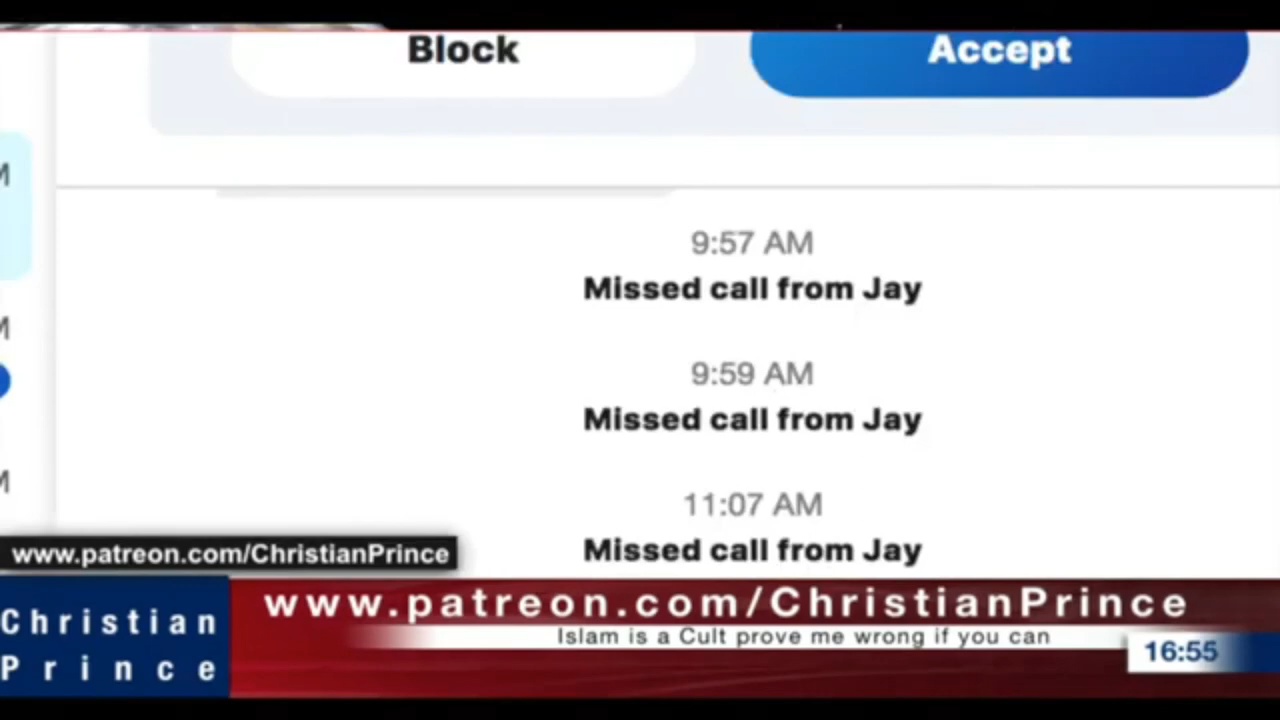 Block
Accept
M
9:57 AM
Missed call from Jay
M
9:59 AM
Missed call from Jay
M
11:07 AM
Missed call from Jay
www.patreon.com/ChristianPrince
Christian
Prince
www.patreon.com/ChristianPrince
Islam is a Cult prove me wrong if you can
16:55